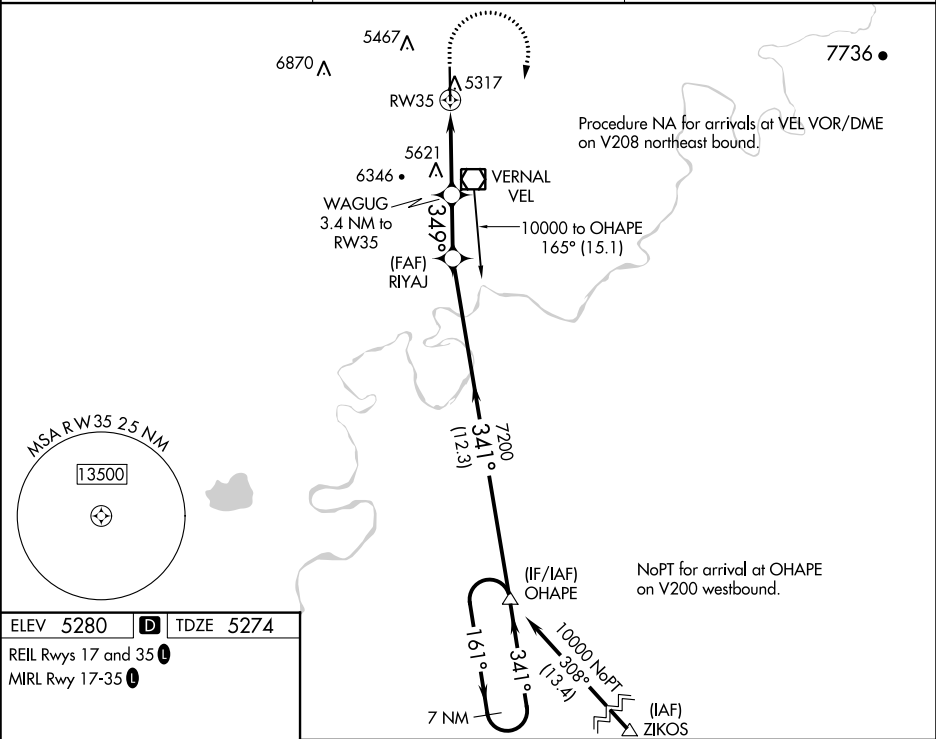 5467
6870
7736
5317
RW35
Procedure NA for arrivals at VEL VOR/DME
on V208 northeast bound.
5621
6346
VERNAL
VEL
WAGUG
3.4 NM to
RW35
349°
10000 to OHAPE
165° (15.1)
(FAF)
RIYAJ
MSA RW35 25 NM
13500
7200
341°
(12.3)
(IF/IAF)
OHAPE
NoPT for arrival at OHAPE
on V200 westbound.
161°
341°
10000 NoPT
308°
(13.4)
7 NM
(IAF)
ZIKOS
ELEV 5280 D TDZE 5274
REIL Rwys 17 and 35 L
MIRL Rwy 17-35 L